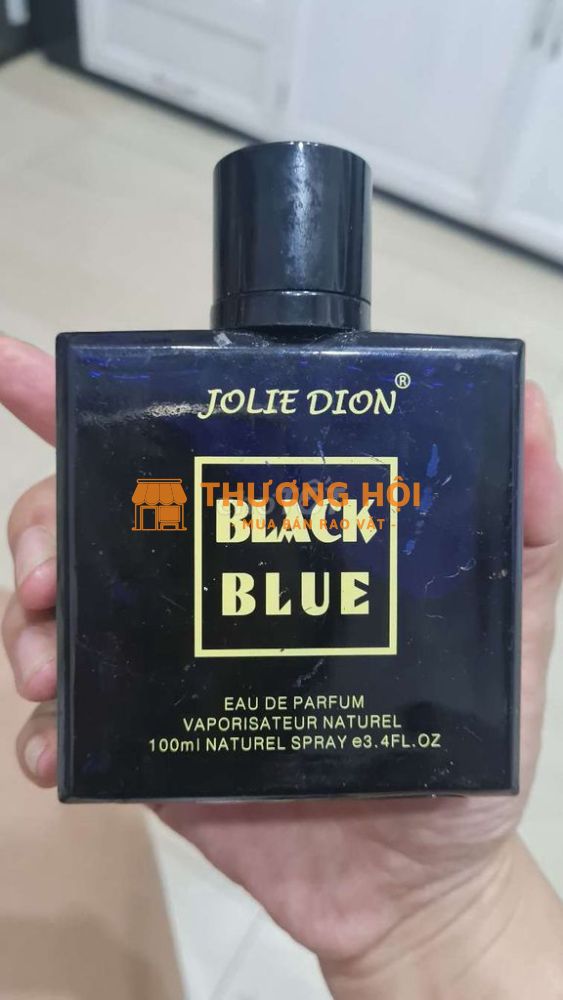 JOLIE DION®
THƯƠNG HỘI
- MUA BÁN RAO VẶT -
BLACK
BLUE
EAU DE PARFUM
VAPORISATEUR NATUREL
100ml NATUREL SPRAY e3.4FL.OZ